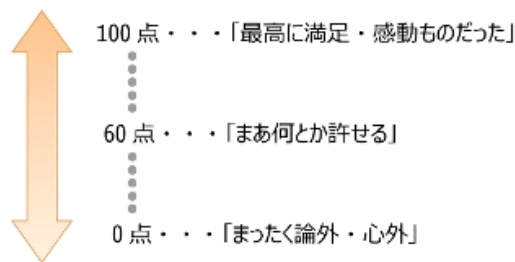 100 点・・・「最高に満足・感動ものだった」
60 点・・・「まあ何とか許せる」
0 点・・・「まったく論外・心外」